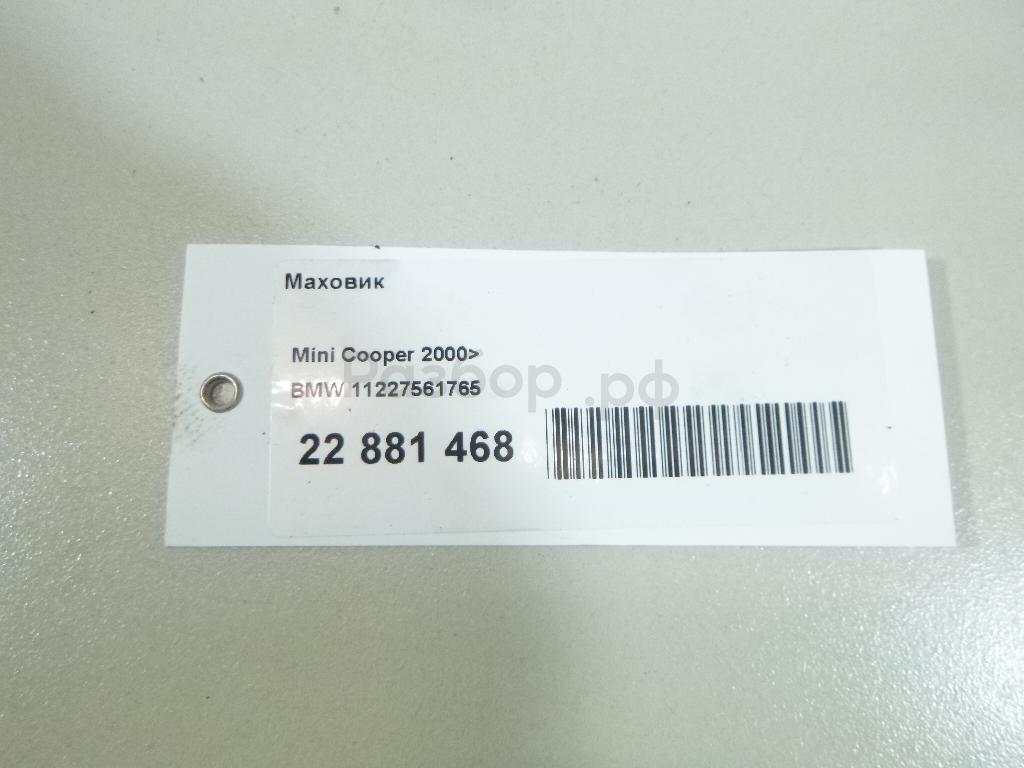 Маховик
Mini Cooper 2000>
Разбор.рф
BMW 11227561765
22 881 468